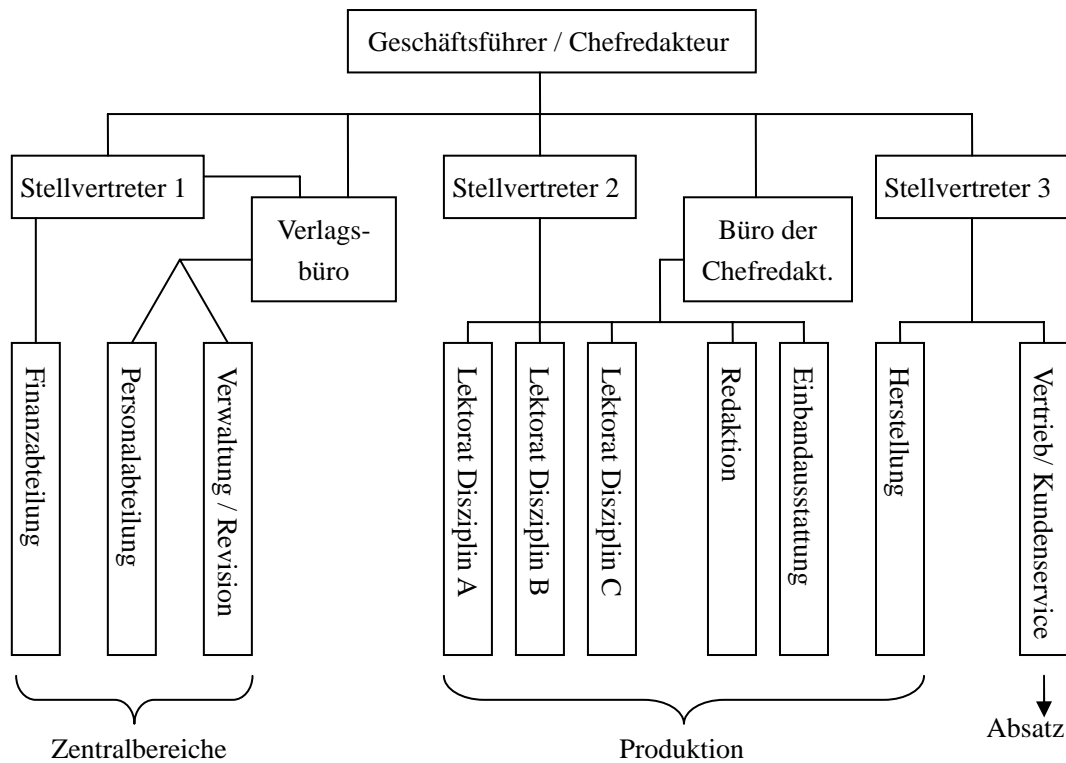 Geschäftsführer / Chefredakteur
Stellvertreter 1
Stellvertreter 2
Stellvertreter 3
Verlags-
büro
Büro der
Chefredakt.
Finanzabteilung
Personalabteilung
Verwaltung / Revision
Lektorat Disziplin A
Lektorat Disziplin B
Lektorat Disziplin C
Redaktion
Einbandausstattung
Herstellung
Vertrieb/ Kundenservice
Zentralbereiche
Produktion
Absatz